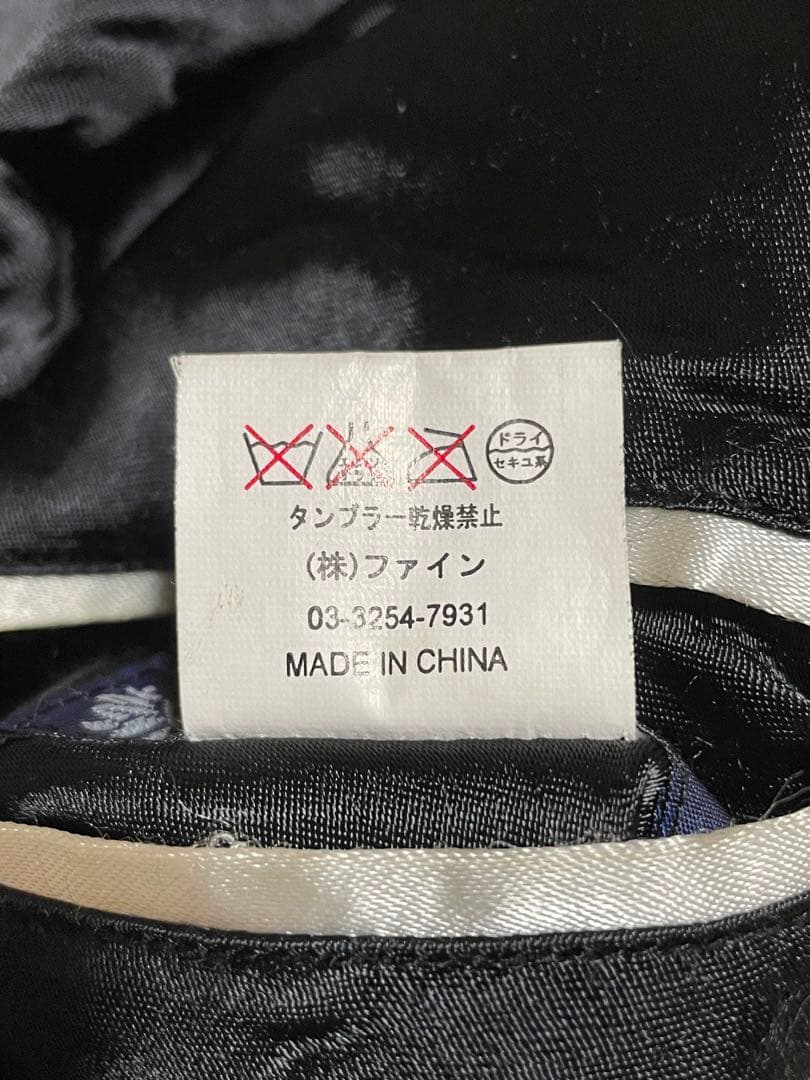 ドライ
セキユ系
タンブラー乾燥禁止
(株)ファイン
03-3254-7931
MADE IN CHINA